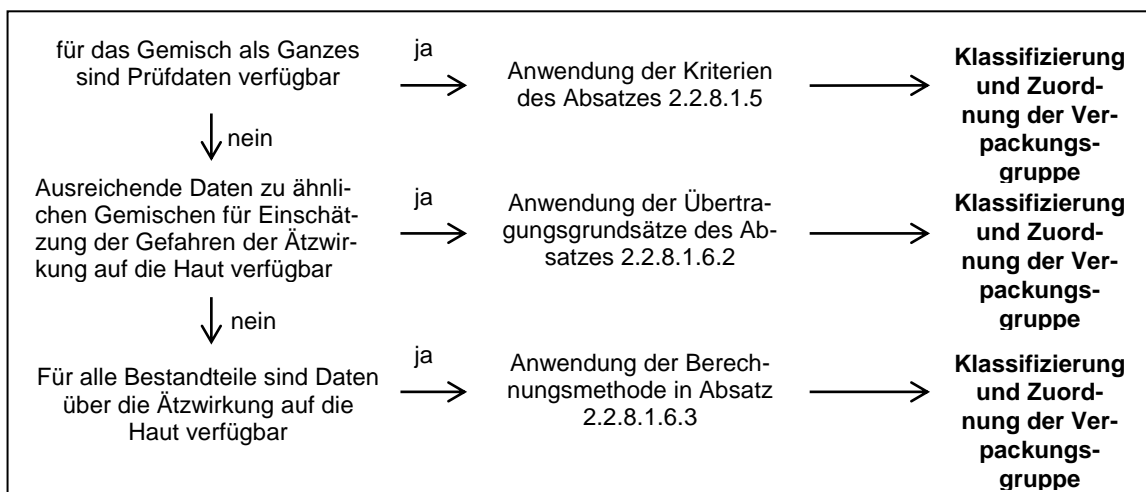 für das Gemisch als Ganzes
sind Prüfdaten verfügbar
ja
Anwendung der Kriterien
des Absatzes 2.2.8.1.5
Klassifizierung
und Zuord-
nung der Ver-
packungs-
gruppe
nein
Ausreichende Daten zu ähnli-
chen Gemischen für Einschät-
zung der Gefahren der Ätzwir-
kung auf die Haut verfügbar
ja
Anwendung der Übertra-
gungsgrundsätze des Ab-
satzes 2.2.8.1.6.2
Klassifizierung
und Zuord-
nung der Ver-
packungs-
gruppe
nein
Für alle Bestandteile sind Daten
über die Ätzwirkung auf die
Haut verfügbar
ja
Anwendung der Berech-
nungsmethode in Absatz
2.2.8.1.6.3
Klassifizierung
und Zuord-
nung der Ver-
packungs-
gruppe